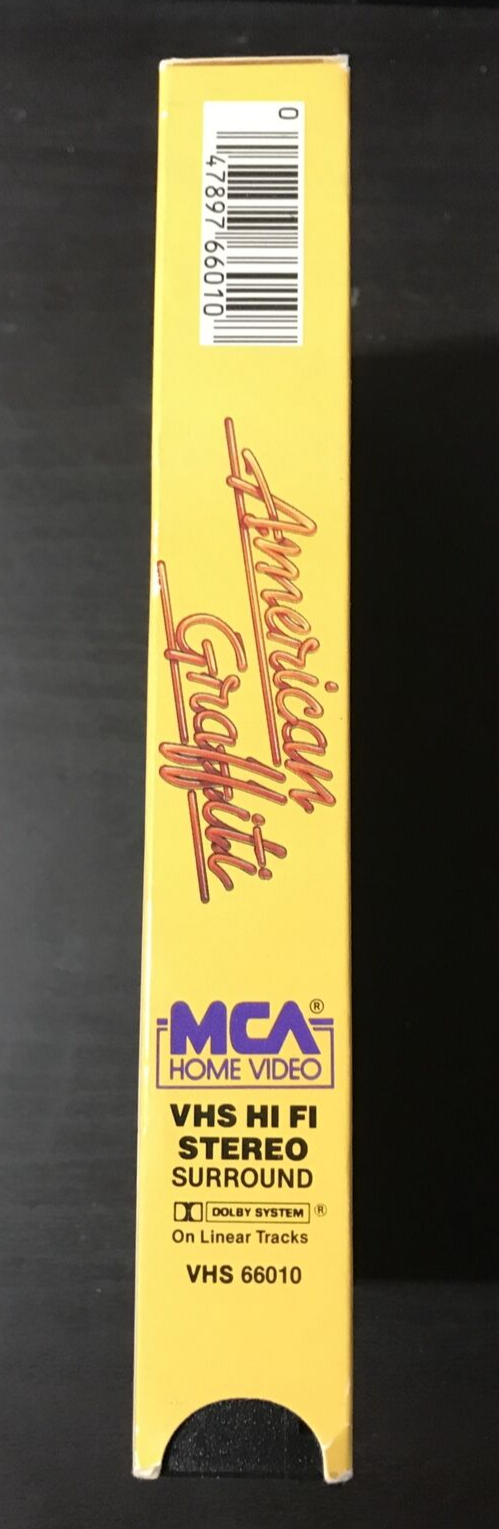 0
47897 66010
American
Graffiti
MCA®
HOME VIDEO
VHS HI FI
STEREO
SURROUND
DOLBY SYSTEM ®
On Linear Tracks
VHS 66010